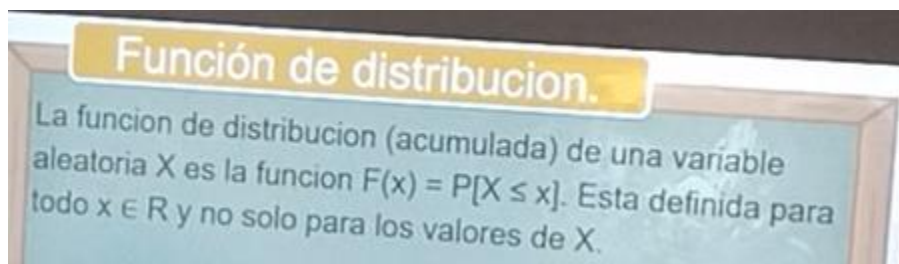 Función de distribucion.
La funcion de distribucion (acumulada) de una variable
aleatoria X es la funcion F(x) = P[X ≤ x]. Esta definida para
todo x ∈ R y no solo para los valores de X.